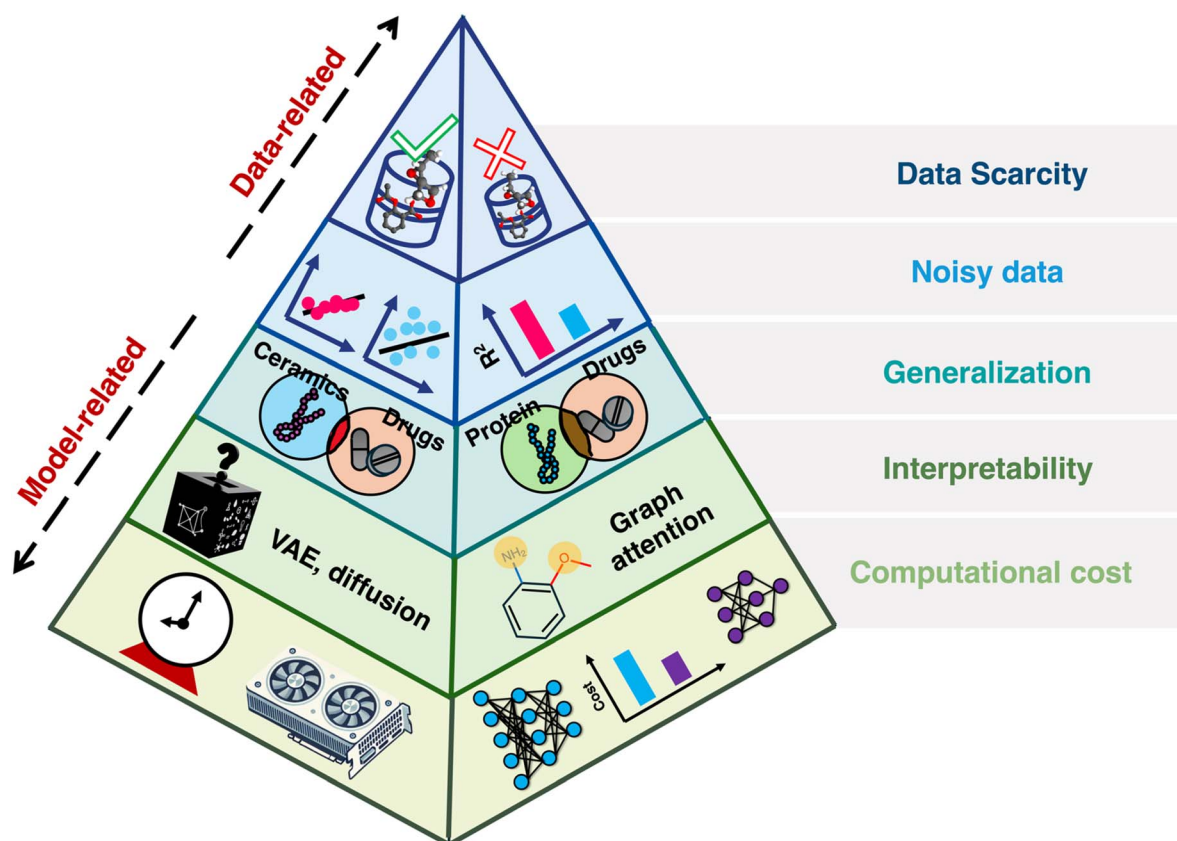 Data-related
Model-related
Data Scarcity
Noisy data
R²
Generalization
Ceramics
Drugs
Protein
Drugs
Interpretability
?
VAE, diffusion
Graph
attention
NH₂
O
Computational cost
Cost